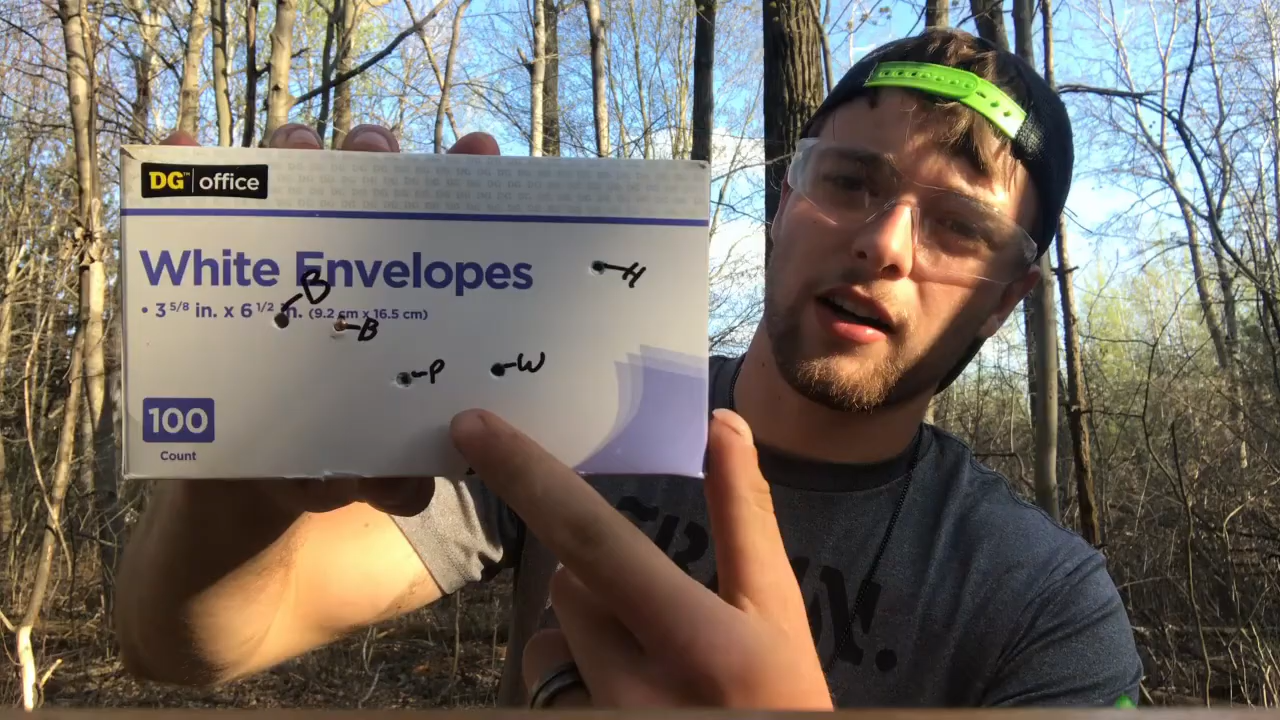 DG™ office
White Envelopes
• 3 5/8 in. x 6 1/2 in. (9.2 cm x 16.5 cm)
B
H
B
P
W
100
Count